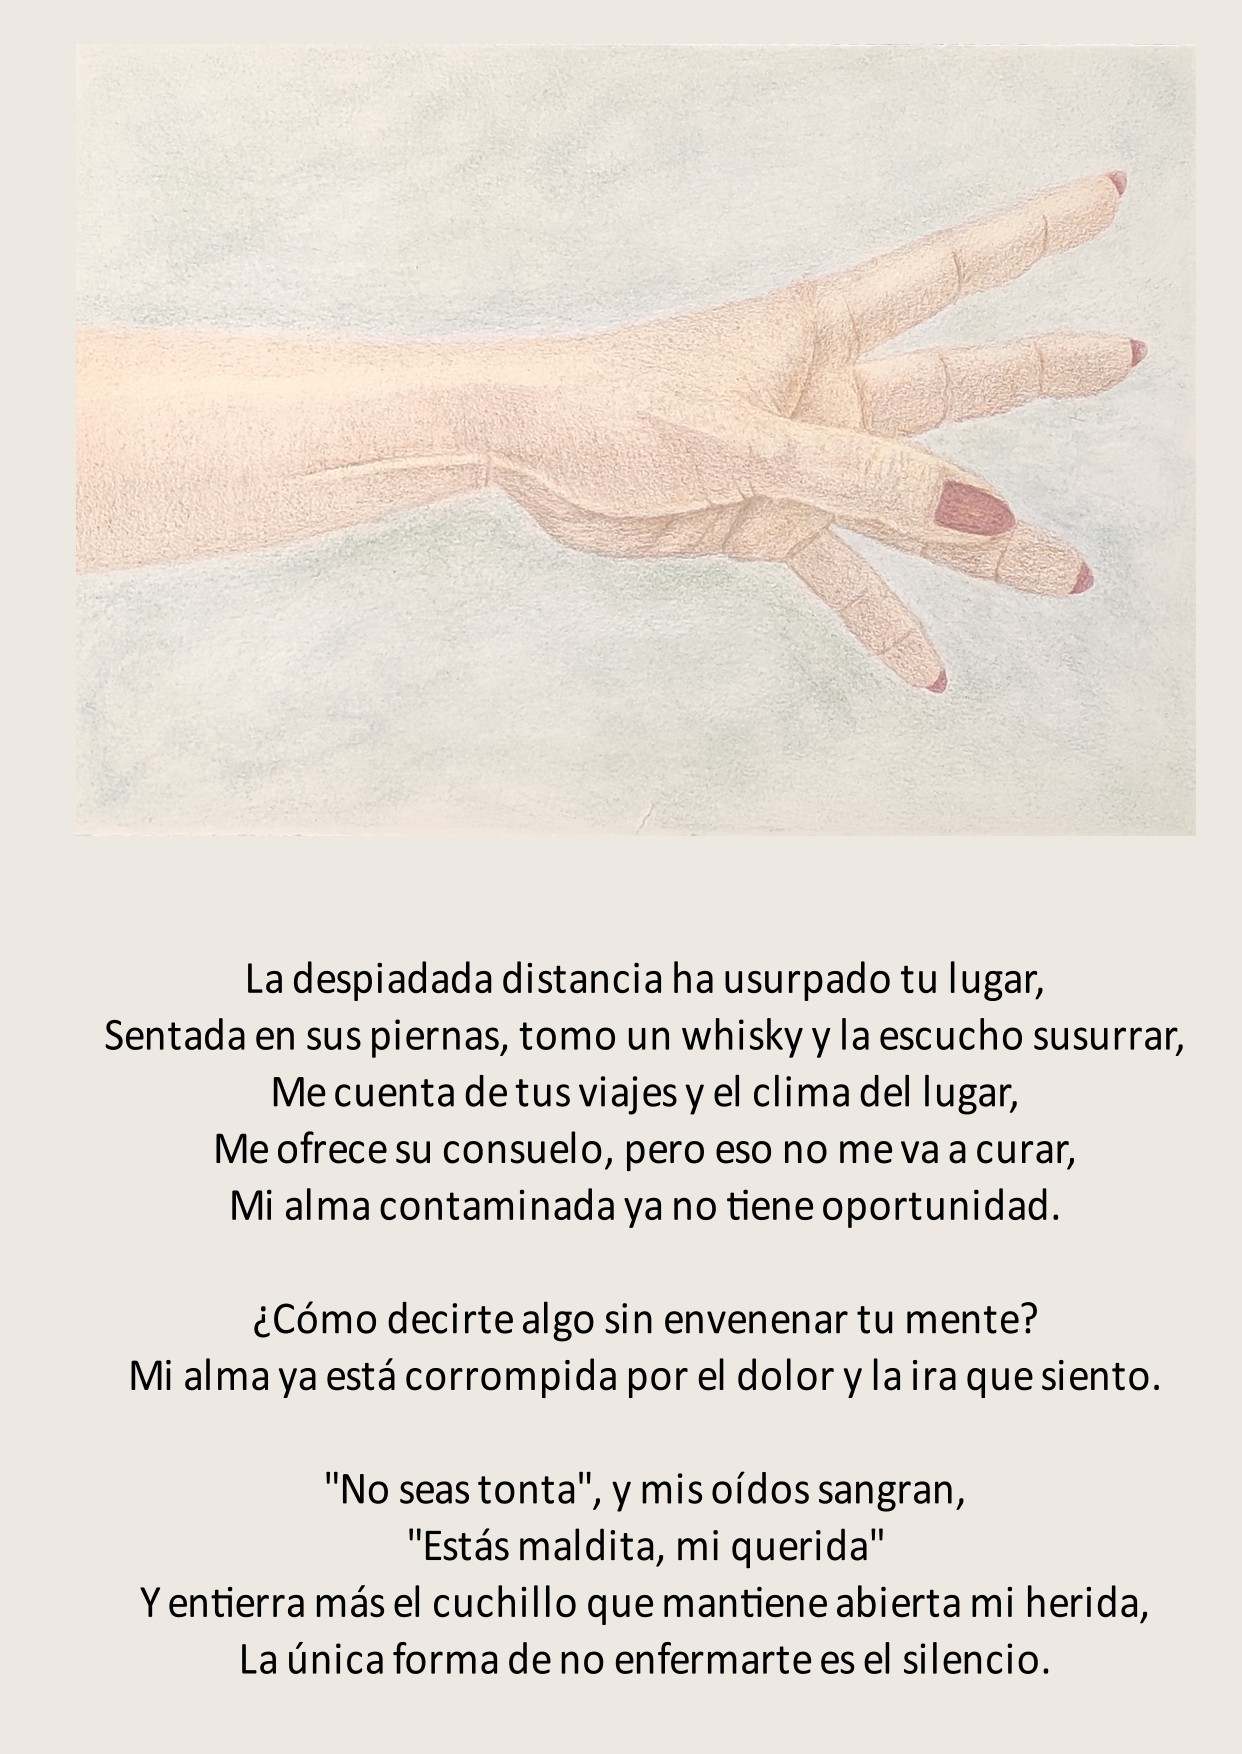 La despiadada distancia ha usurpado tu lugar,
Sentada en sus piernas, tomo un whisky y la escucho susurrar,
Me cuenta de tus viajes y el clima del lugar,
Me ofrece su consuelo, pero eso no me va a curar,
Mi alma contaminada ya no tiene oportunidad.

¿Cómo decirte algo sin envenenar tu mente?
Mi alma ya está corrompida por el dolor y la ira que siento.

"No seas tonta", y mis oídos sangran,
"Estás maldita, mi querida"
Y entierra más el cuchillo que mantiene abierta mi herida,
La única forma de no enfermarte es el silencio.